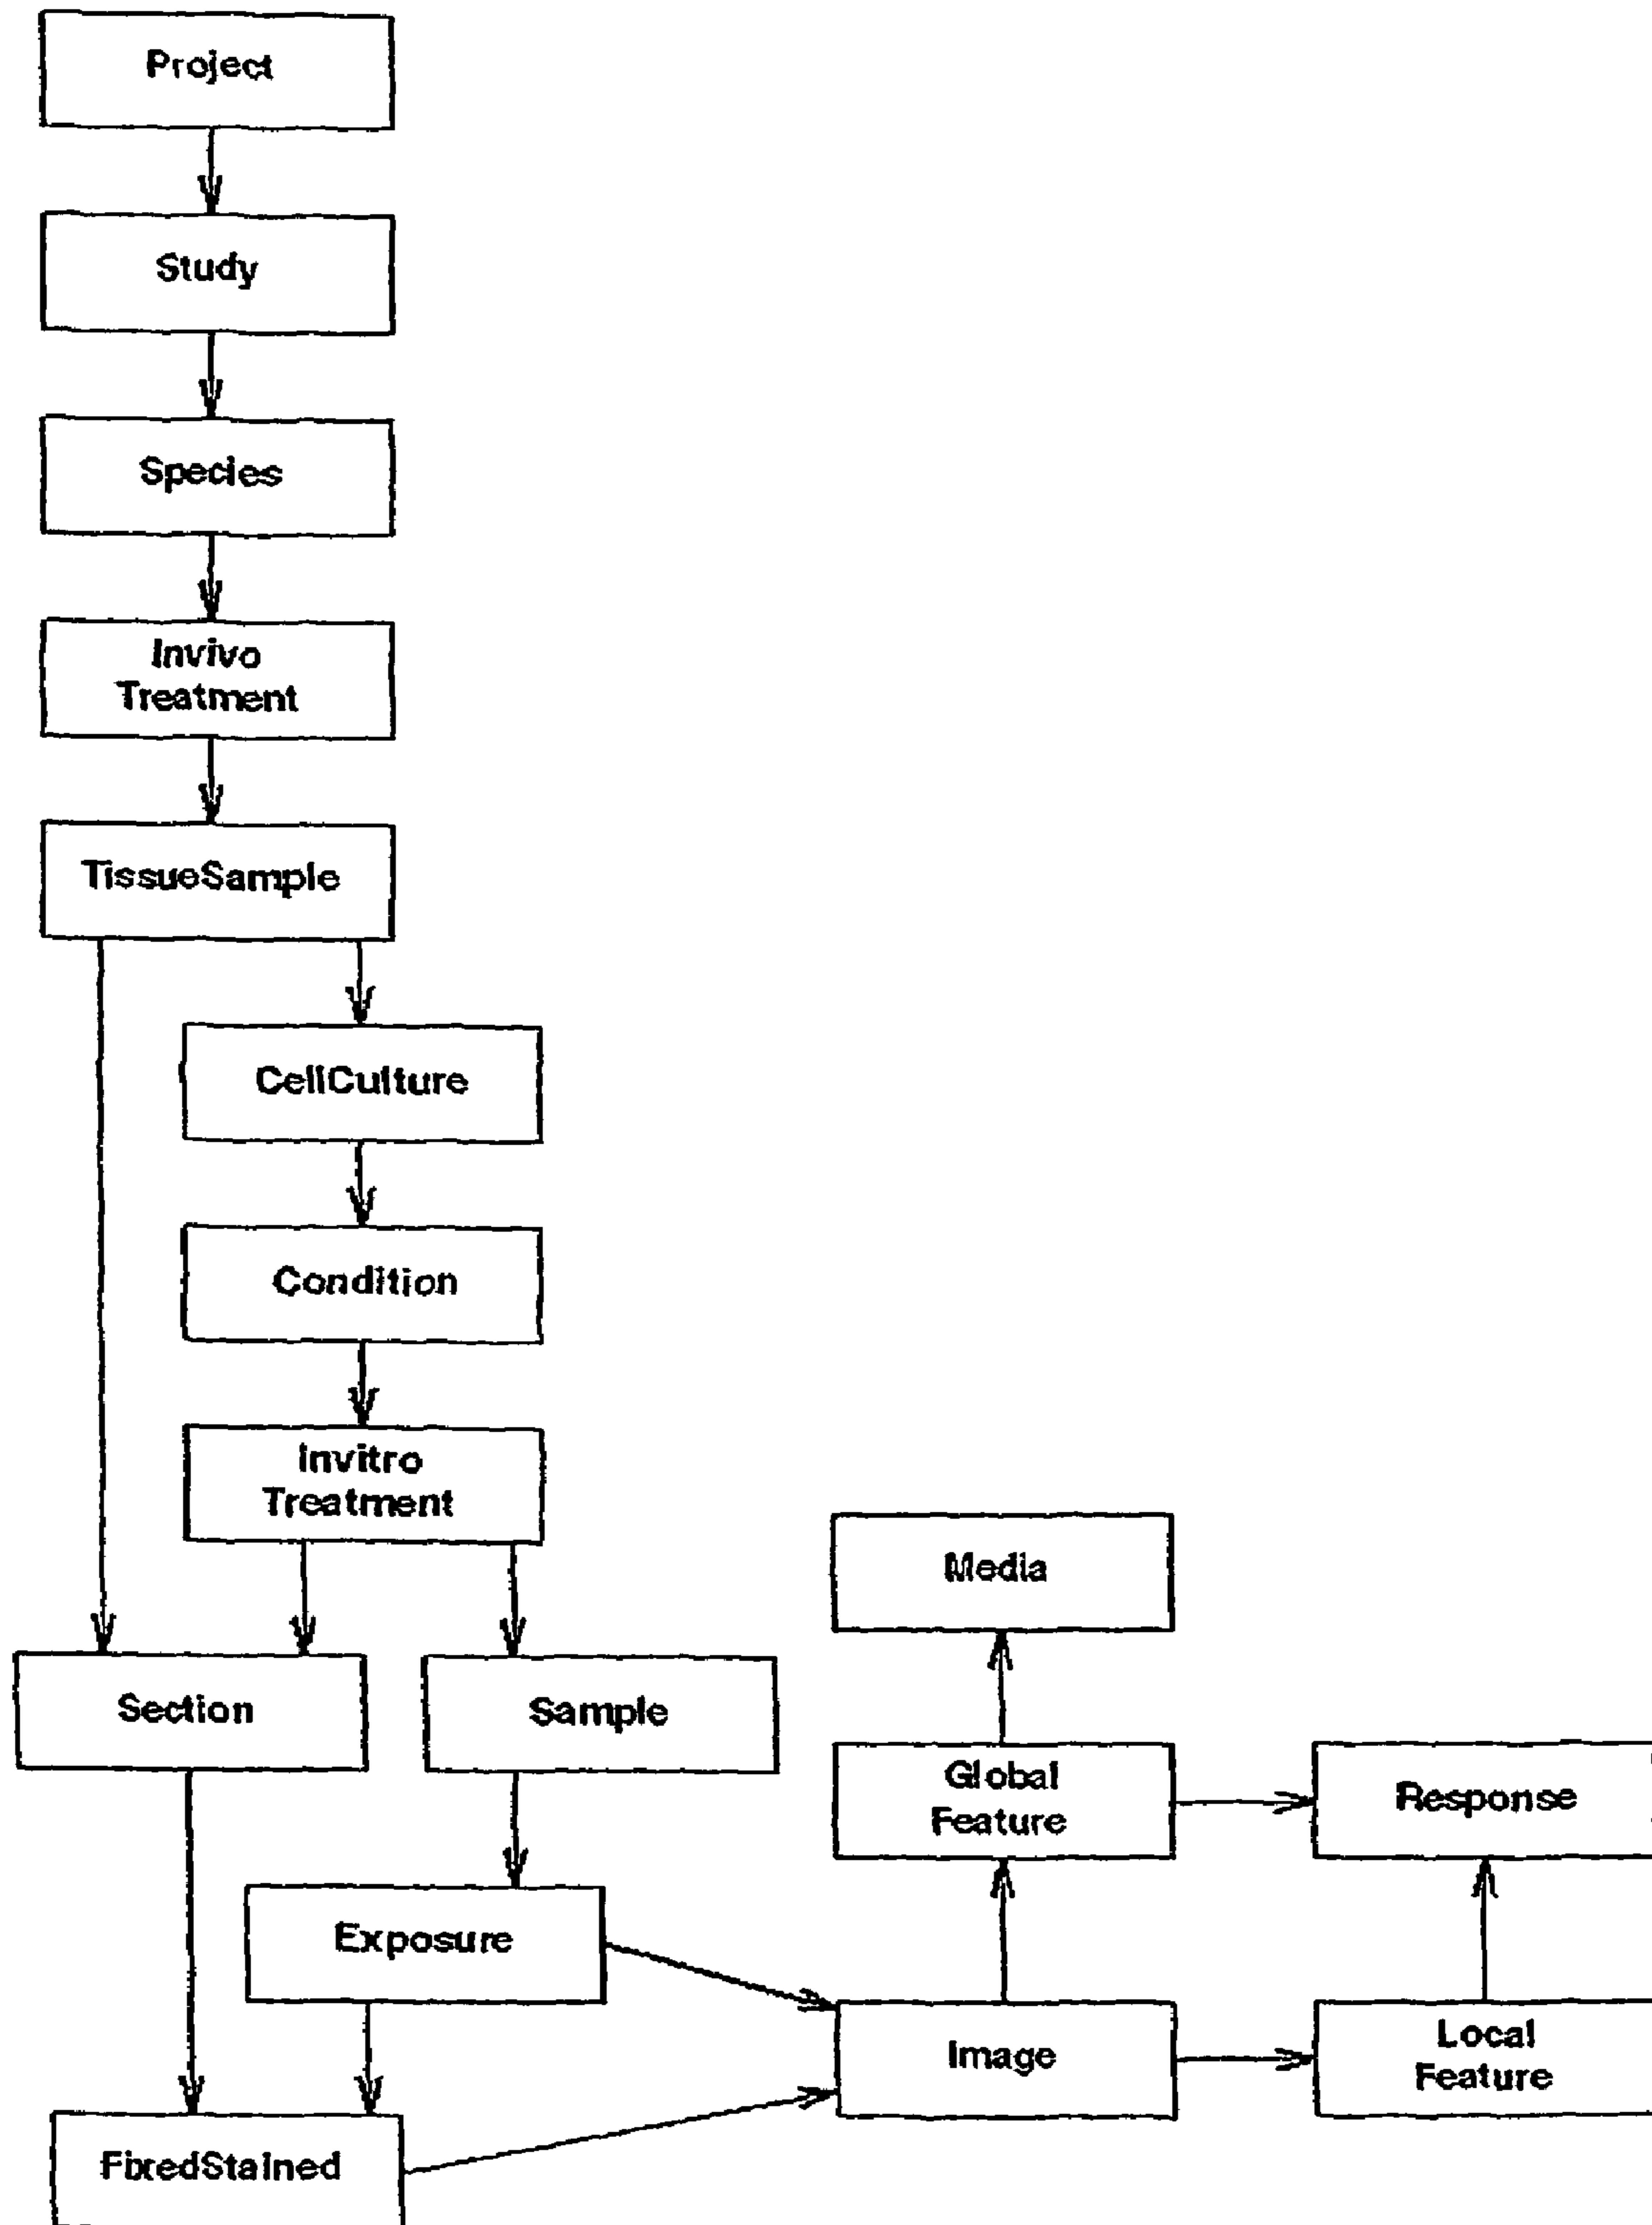 Project
Study
Species
Invivo
Treatment
TissueSample
CellCulture
Condition
Invitro
Treatment
Media
Section
Sample
Global
Feature
Response
Exposure
Image
Local
Feature
FixedStained